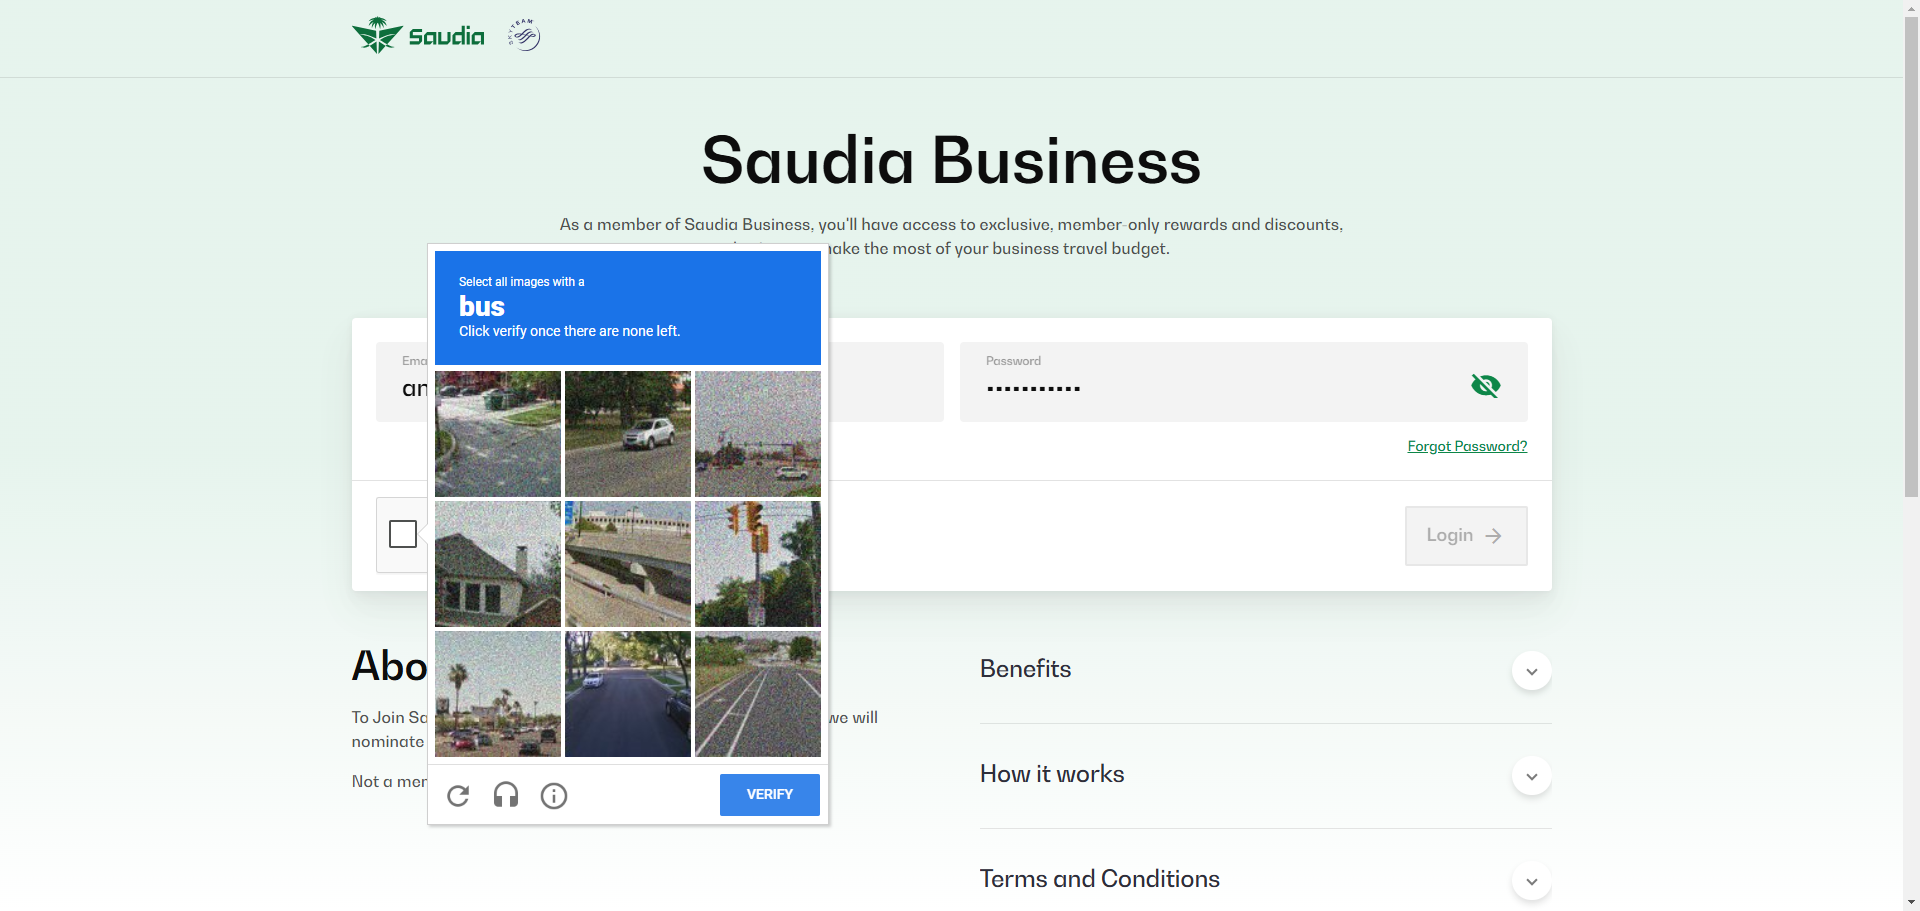 Saudia
SKYTEAM
Saudia Business
As a member of Saudia Business, you'll have access to exclusive, member-only rewards and discounts,
make the most of your business travel budget.
Select all images with a
bus
Click verify once there are none left.
Ema
an
Password
•••••••••••
Forgot Password?
Login
VERIFY
Abo
To Join Sa
we will
nominate
Not a mer
Benefits
How it works
Terms and Conditions